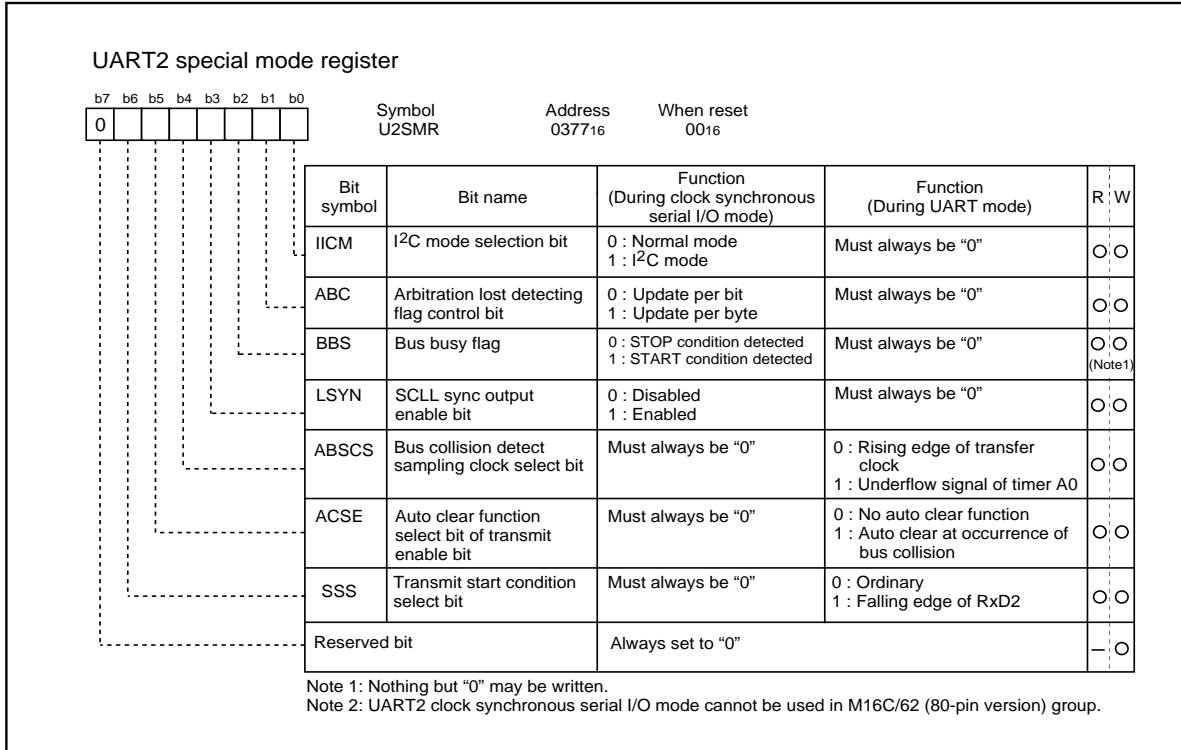 UART2 special mode register
b7 b6 b5 b4 b3 b2 b1 b0
0
Symbol Address When reset
U2SMR 037716 0016
Bit symbol Bit name Function (During clock synchronous serial I/O mode) Function (During UART mode) R W
IICM I2C mode selection bit 0 : Normal mode Must always be “0”
1 : I2C mode
ABC Arbitration lost detecting 0 : Update per bit Must always be “0”
flag control bit 1 : Update per byte
BBS Bus busy flag 0 : STOP condition detected Must always be “0”
1 : START condition detected
(Note1)
LSYN SCLL sync output 0 : Disabled Must always be “0”
enable bit 1 : Enabled
ABSCS Bus collision detect Must always be “0” 0 : Rising edge of transfer
sampling clock select bit clock
1 : Underflow signal of timer A0
ACSE Auto clear function Must always be “0” 0 : No auto clear function
select bit of transmit 1 : Auto clear at occurrence of
enable bit bus collision
SSS Transmit start condition Must always be “0” 0 : Ordinary
select bit 1 : Falling edge of RxD2
Reserved bit Always set to “0” –
Note 1: Nothing but “0” may be written.
Note 2: UART2 clock synchronous serial I/O mode cannot be used in M16C/62 (80-pin version) group.